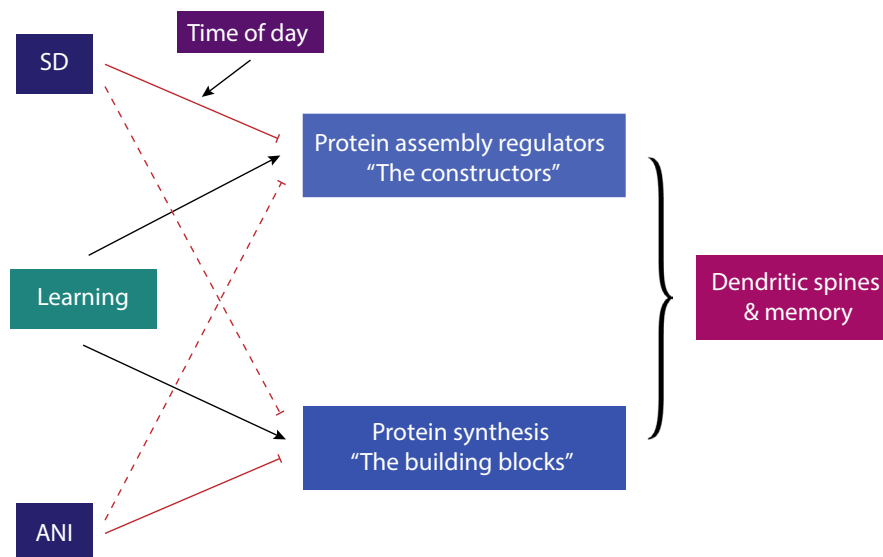 Time of day
SD
Protein assembly regulators
“The constructors”
Learning
Dendritic spines
& memory
Protein synthesis
“The building blocks”
ANI